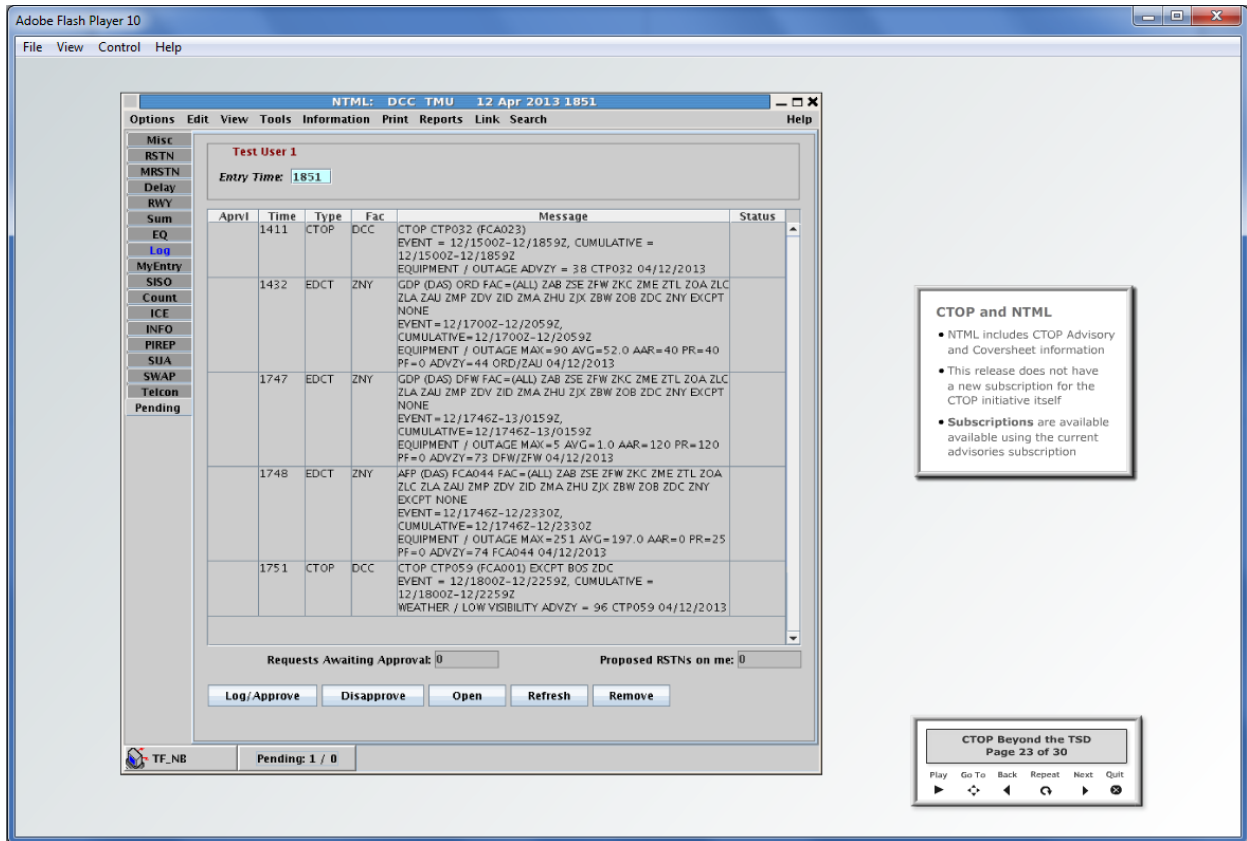 Adobe Flash Player 10
File View Control Help
NTML: DCC TMU 12 Apr 2013 1851
Options Edit View Tools Information Print Reports Link Search Help
Misc
RSTN
MRSTN
Delay
RWY
Sum
EQ
Log
MyEntry
SISO
Count
ICE
INFO
PIREP
SUA
SWAP
Telcon
Pending
Test User 1
Entry Time: 1851
Aprvl Time Type Fac Message Status
1411 CTOP DCC CTOP CTP032 (FCA023)
EVENT = 12/1500Z-12/1859Z, CUMULATIVE =
12/1500Z-12/1859Z
EQUIPMENT / OUTAGE ADVZY = 38 CTP032 04/12/2013
1432 EDCT ZNY GDP (DAS) ORD FAC=(ALL) ZAB ZSE ZFW ZKC ZME ZTL ZOA ZLC
ZLA ZAU ZMP ZDV ZID ZMA ZHU ZJX ZBW ZOB ZDC ZNY EXCPT
NONE
EVENT=12/1700Z-12/2059Z,
CUMULATIVE=12/1700Z-12/2059Z
EQUIPMENT / OUTAGE MAX=90 AVG=52.0 AAR=40 PR=40
PF=0 ADVZY=44 ORD/ZAU 04/12/2013
1747 EDCT ZNY GDP (DAS) DFW FAC=(ALL) ZAB ZSE ZFW ZKC ZME ZTL ZOA ZLC
ZLA ZAU ZMP ZDV ZID ZMA ZHU ZJX ZBW ZOB ZDC ZNY EXCPT
NONE
EVENT=12/1746Z-13/0159Z,
CUMULATIVE=12/1746Z-13/0159Z
EQUIPMENT / OUTAGE MAX=5 AVG=1.0 AAR=120 PR=120
PF=0 ADVZY=73 DFW/ZFW 04/12/2013
1748 EDCT ZNY AFP (DAS) FCA044 FAC=(ALL) ZAB ZSE ZFW ZKC ZME ZTL ZOA
ZLC ZLA ZAU ZMP ZDV ZID ZMA ZHU ZJX ZBW ZOB ZDC ZNY
EXCPT NONE
EVENT=12/1746Z-12/2330Z,
CUMULATIVE=12/1746Z-12/2330Z
EQUIPMENT / OUTAGE MAX=251 AVG=197.0 AAR=0 PR=25
PF=0 ADVZY=74 FCA044 04/12/2013
1751 CTOP DCC CTOP CTP059 (FCA001) EXCPT BOS ZDC
EVENT = 12/1800Z-12/2259Z, CUMULATIVE =
12/1800Z-12/2259Z
WEATHER / LOW VISIBILITY ADVZY = 96 CTP059 04/12/2013
Requests Awaiting Approval: 0 Proposed RSTNs on me: 0
Log/Approve Disapprove Open Refresh Remove
TF_NB Pending: 1 / 0
CTOP and NTML
• NTML includes CTOP Advisory
and Coversheet information
• This release does not have
a new subscription for the
CTOP initiative itself
• Subscriptions are available
available using the current
advisories subscription
CTOP Beyond the TSD
Page 23 of 30
Play Go To Back Repeat Next Quit